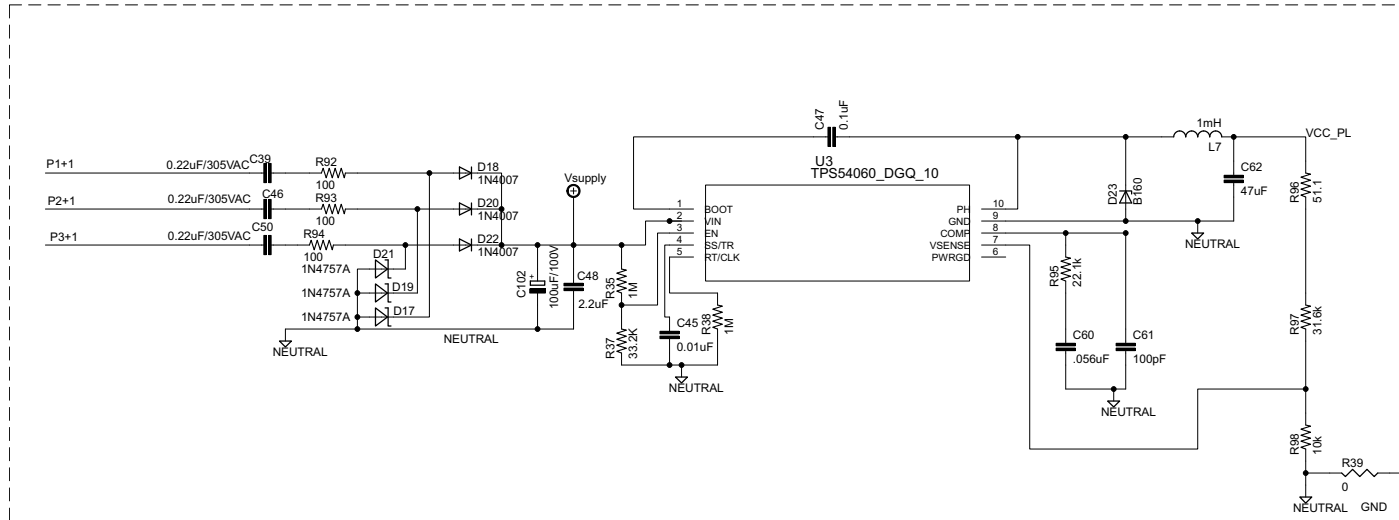 P1+1
0.22uF/305VAC
C39
R92
100
D18
1N4007
P2+1
0.22uF/305VAC
C46
R93
100
D20
1N4007
P3+1
0.22uF/305VAC
C50
R94
100
D22
1N4007
1N4757A
D21
1N4757A
D19
1N4757A
D17
NEUTRAL
NEUTRAL
C102
+
100uF/100V
Vsupply
C48
2.2uF
R35
1M
R37
33.2K
C45
0.01uF
R38
1M
NEUTRAL
C47
0.1uF
U3
TPS54060_DGQ_10
1
BOOT
2
VIN
3
EN
4
SS/TR
5
RT/CLK
PH
10
GND
9
COMP
8
VSENSE
7
PWRGD
6
D23
B160
1mH
L7
VCC_PL
C62
47uF
NEUTRAL
R96
51.1
R95
22.1k
C60
.056uF
C61
100pF
NEUTRAL
R97
31.6k
R98
10k
R39
0
NEUTRAL
GND